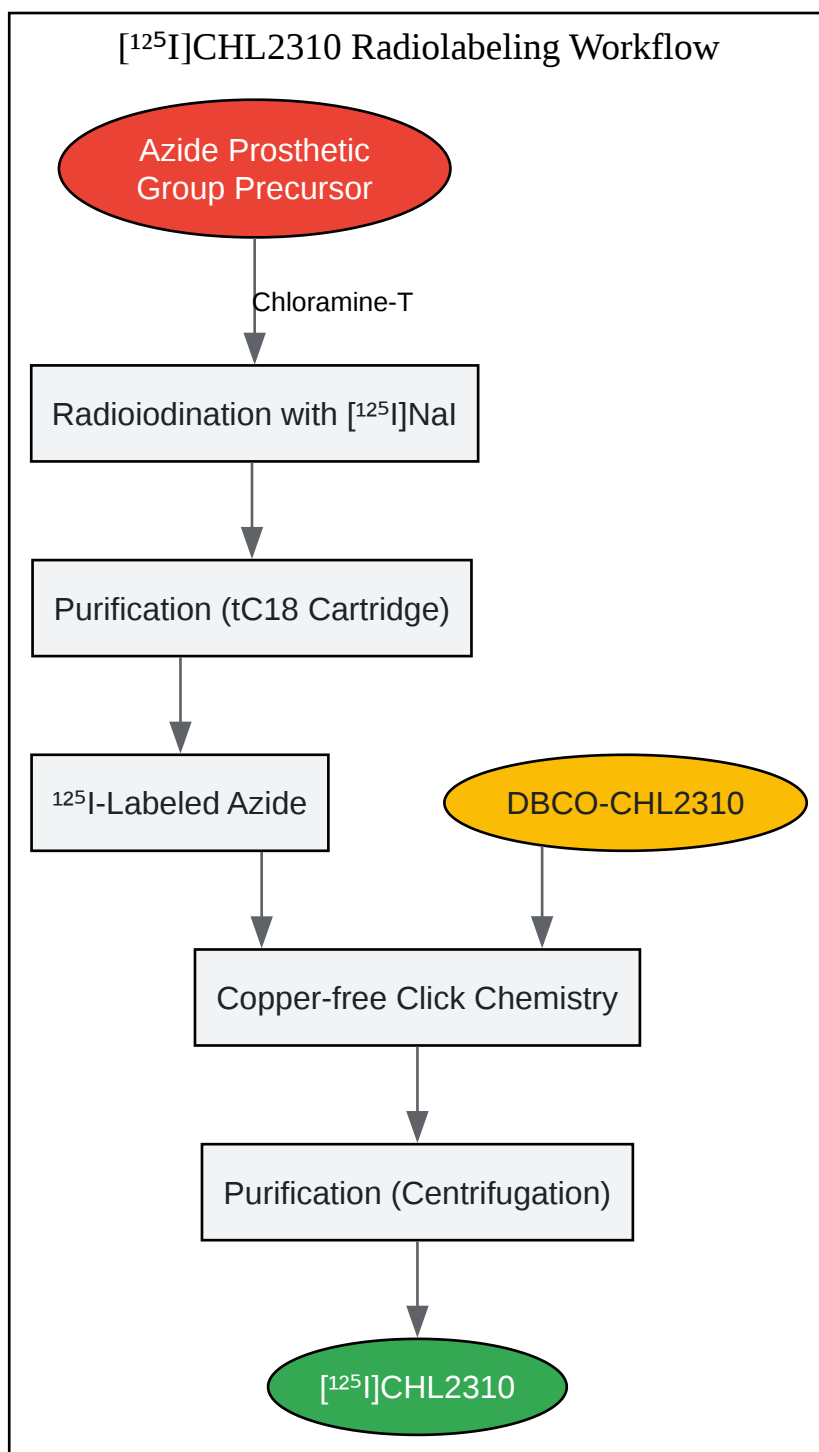 [¹²⁵I]CHL2310 Radiolabeling Workflow
Azide Prosthetic
Group Precursor
Chloramine-T
Radioiodination with [¹²⁵I]NaI
Purification (tC18 Cartridge)
¹²⁵I-Labeled Azide
DBCO-CHL2310
Copper-free Click Chemistry
Purification (Centrifugation)
[¹²⁵I]CHL2310